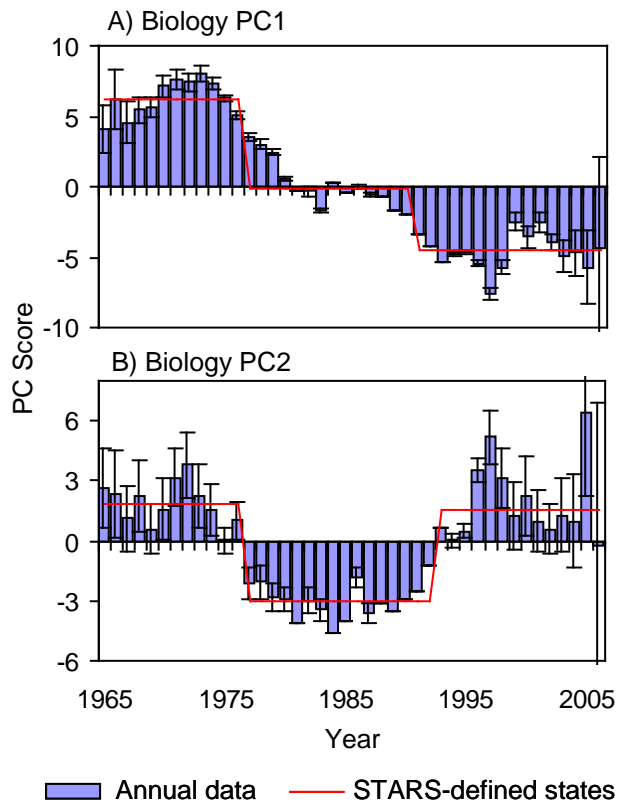 A) Biology PC1
10
5
0
-5
-10
PC Score
B) Biology PC2
6
3
0
-3
-6
1965 1975 1985 1995 2005
Year
Annual data STARS-defined states